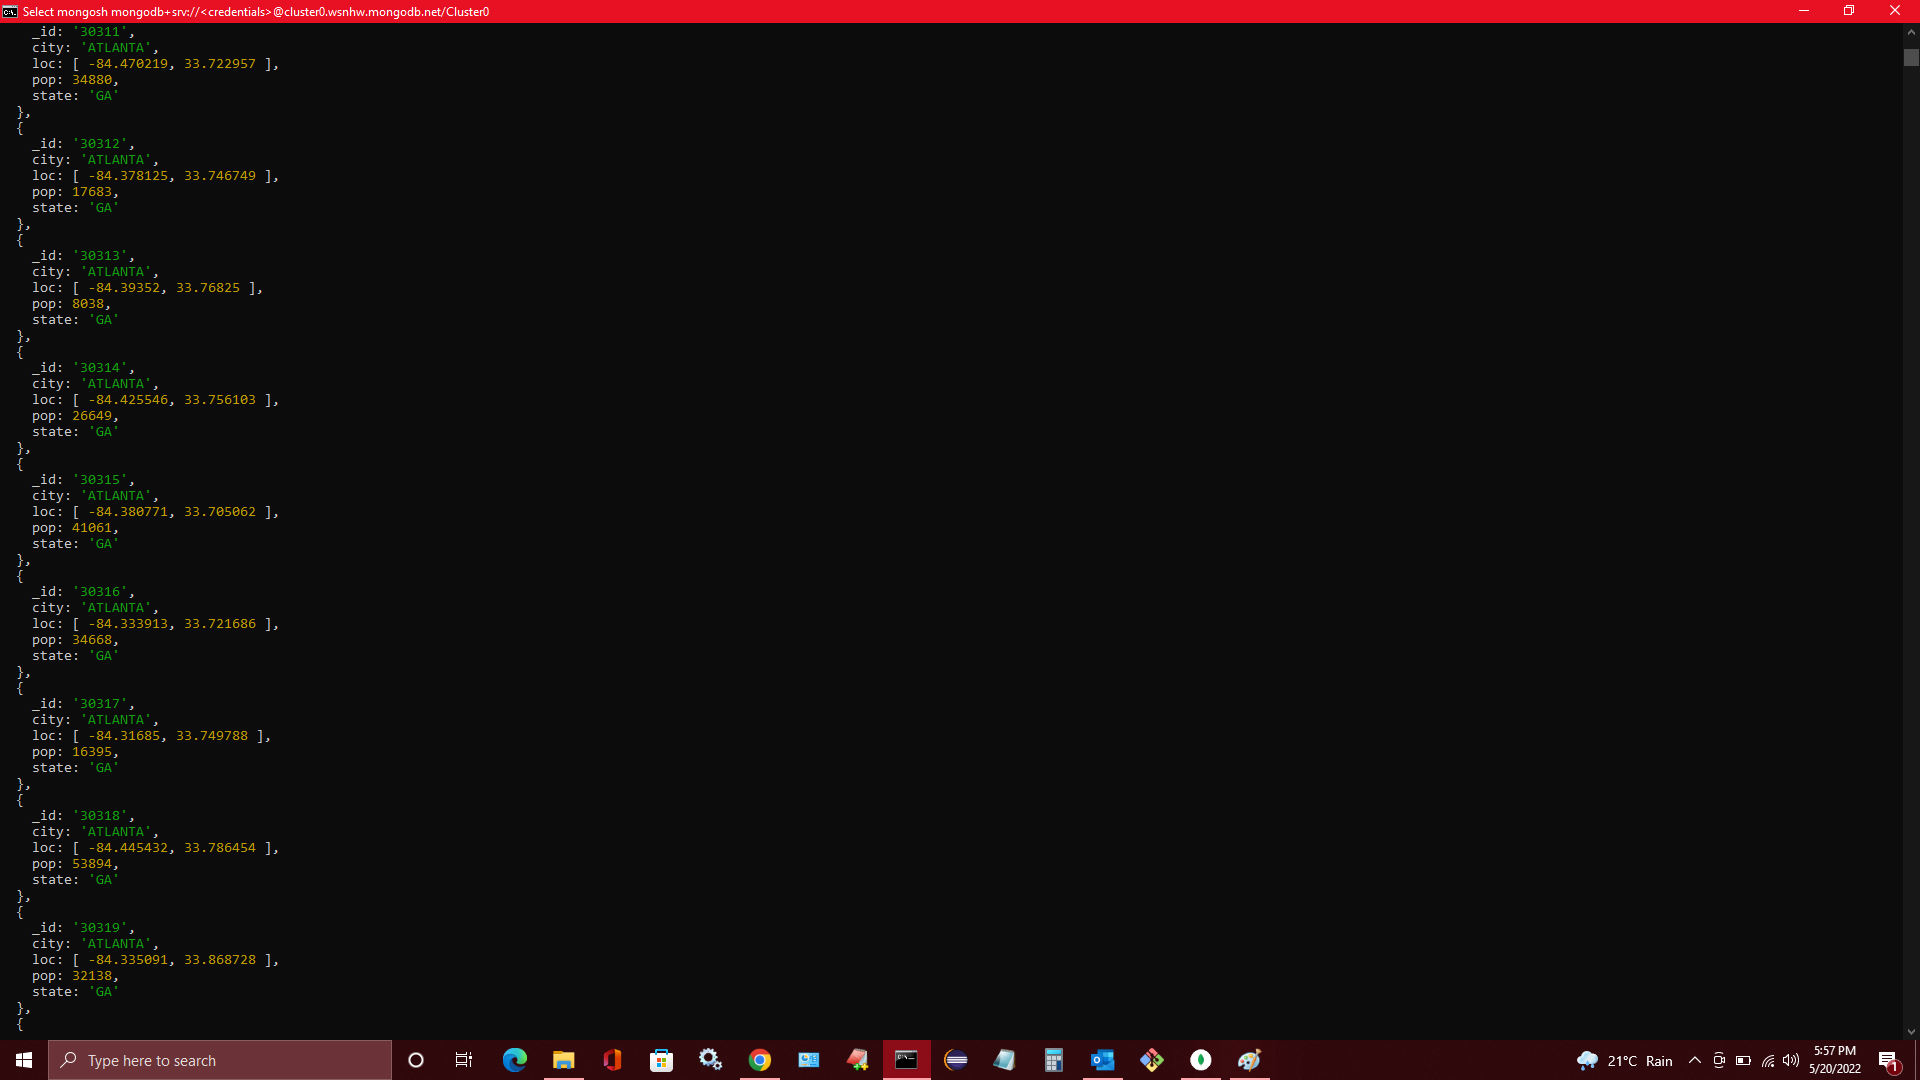 Select mongosh mongodb+srv://<credentials>@cluster0.wsnhw.mongodb.net/Cluster0
_id: '30311',
city: 'ATLANTA',
loc: [ -84.470219, 33.722957 ],
pop: 34880,
state: 'GA'
},
{
_id: '30312',
city: 'ATLANTA',
loc: [ -84.378125, 33.746749 ],
pop: 17683,
state: 'GA'
},
{
_id: '30313',
city: 'ATLANTA',
loc: [ -84.39352, 33.76825 ],
pop: 8038,
state: 'GA'
},
{
_id: '30314',
city: 'ATLANTA',
loc: [ -84.425546, 33.756103 ],
pop: 26649,
state: 'GA'
},
{
_id: '30315',
city: 'ATLANTA',
loc: [ -84.380771, 33.705062 ],
pop: 41061,
state: 'GA'
},
{
_id: '30316',
city: 'ATLANTA',
loc: [ -84.333913, 33.721686 ],
pop: 34668,
state: 'GA'
},
{
_id: '30317',
city: 'ATLANTA',
loc: [ -84.31685, 33.749788 ],
pop: 16395,
state: 'GA'
},
{
_id: '30318',
city: 'ATLANTA',
loc: [ -84.445432, 33.786454 ],
pop: 53894,
state: 'GA'
},
{
_id: '30319',
city: 'ATLANTA',
loc: [ -84.335091, 33.868728 ],
pop: 32138,
state: 'GA'
},
{
Type here to search
21°C Rain
5:57 PM
5/20/2022
1